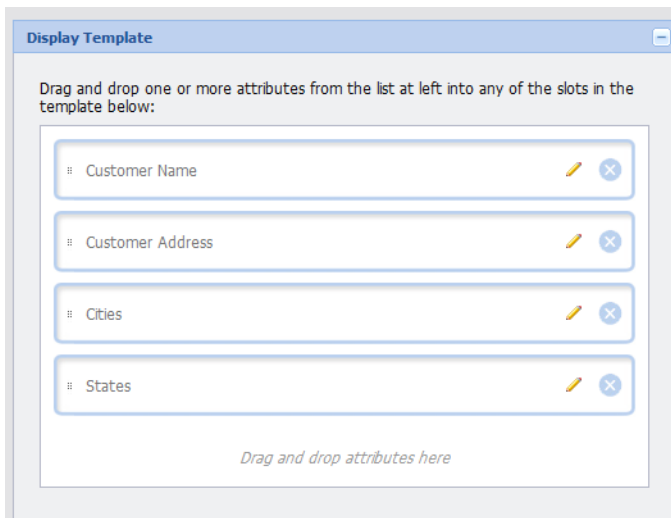 Display Template
Drag and drop one or more attributes from the list at left into any of the slots in the
template below:
Customer Name
Customer Address
Cities
States
Drag and drop attributes here